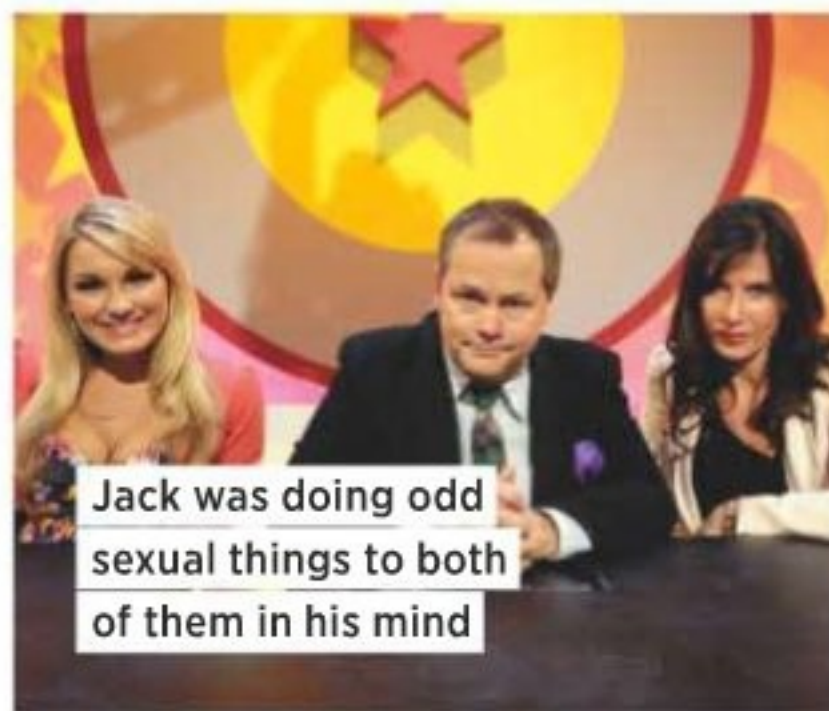 Jack was doing odd
sexual things to both
of them in his mind